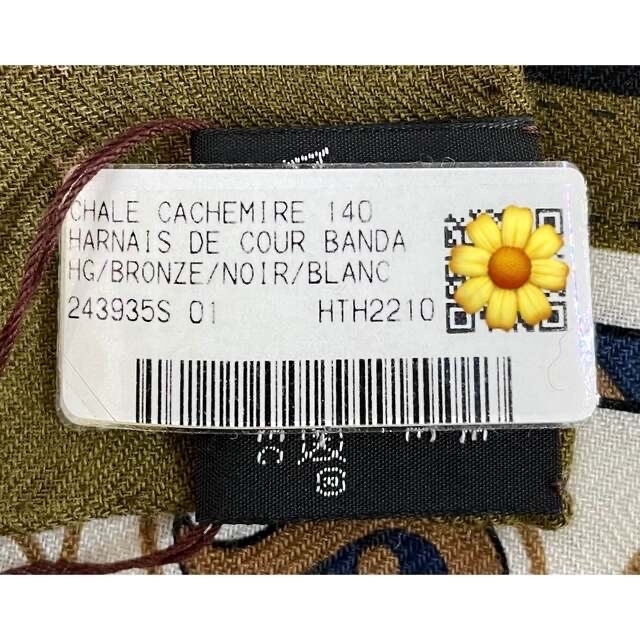 CHALE CACHEMIRE 140
HARNAIS DE COUR BANDA
HG/BRONZE/NOIR/BLANC
243935S 01 HTH2210